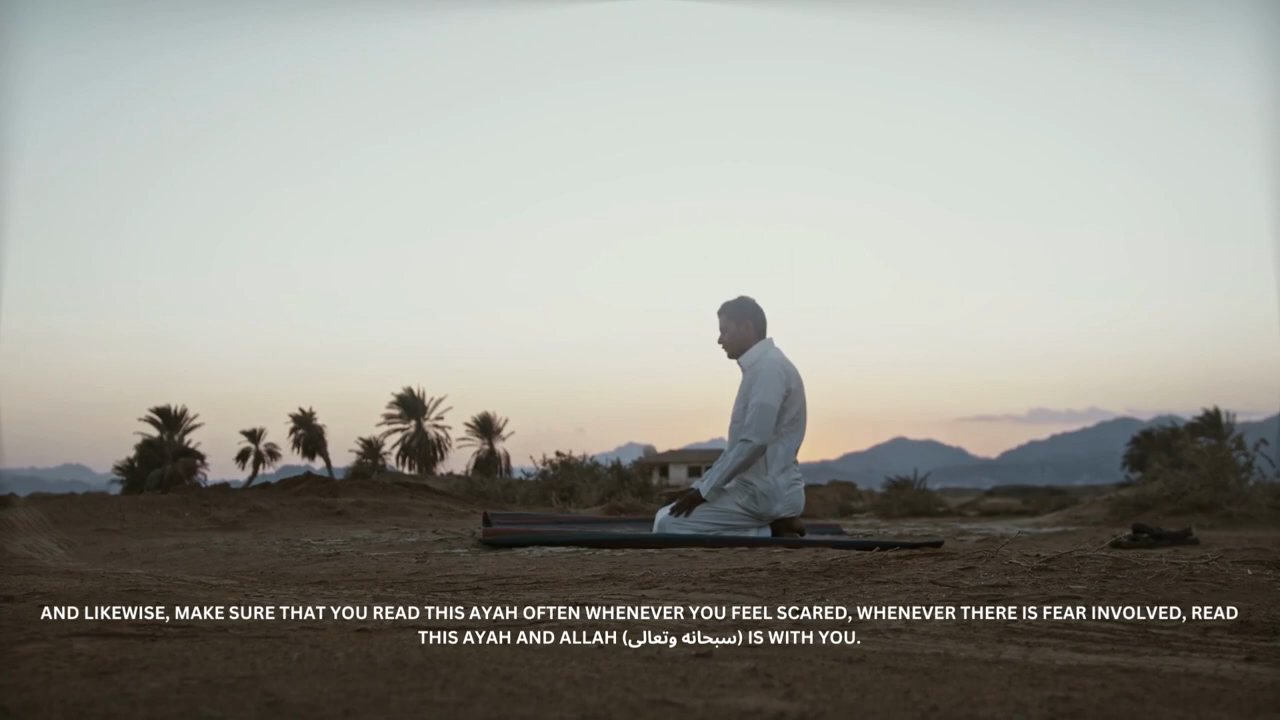 AND LIKEWISE, MAKE SURE THAT YOU READ THIS AYAH OFTEN WHENEVER YOU FEEL SCARED, WHENEVER THERE IS FEAR INVOLVED, READ
THIS AYAH AND ALLAH (سبحانه وتعالى) IS WITH YOU.